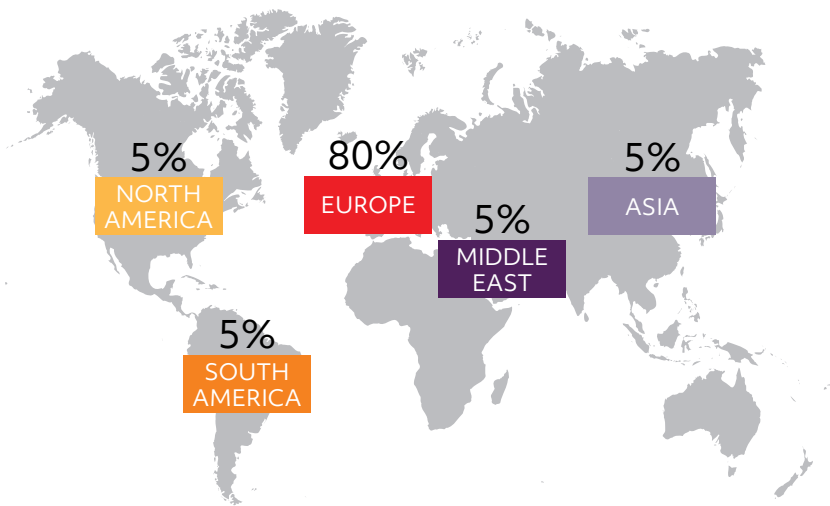 5%
NORTH
AMERICA
80%
EUROPE
5%
MIDDLE
EAST
5%
ASIA
5%
SOUTH
AMERICA